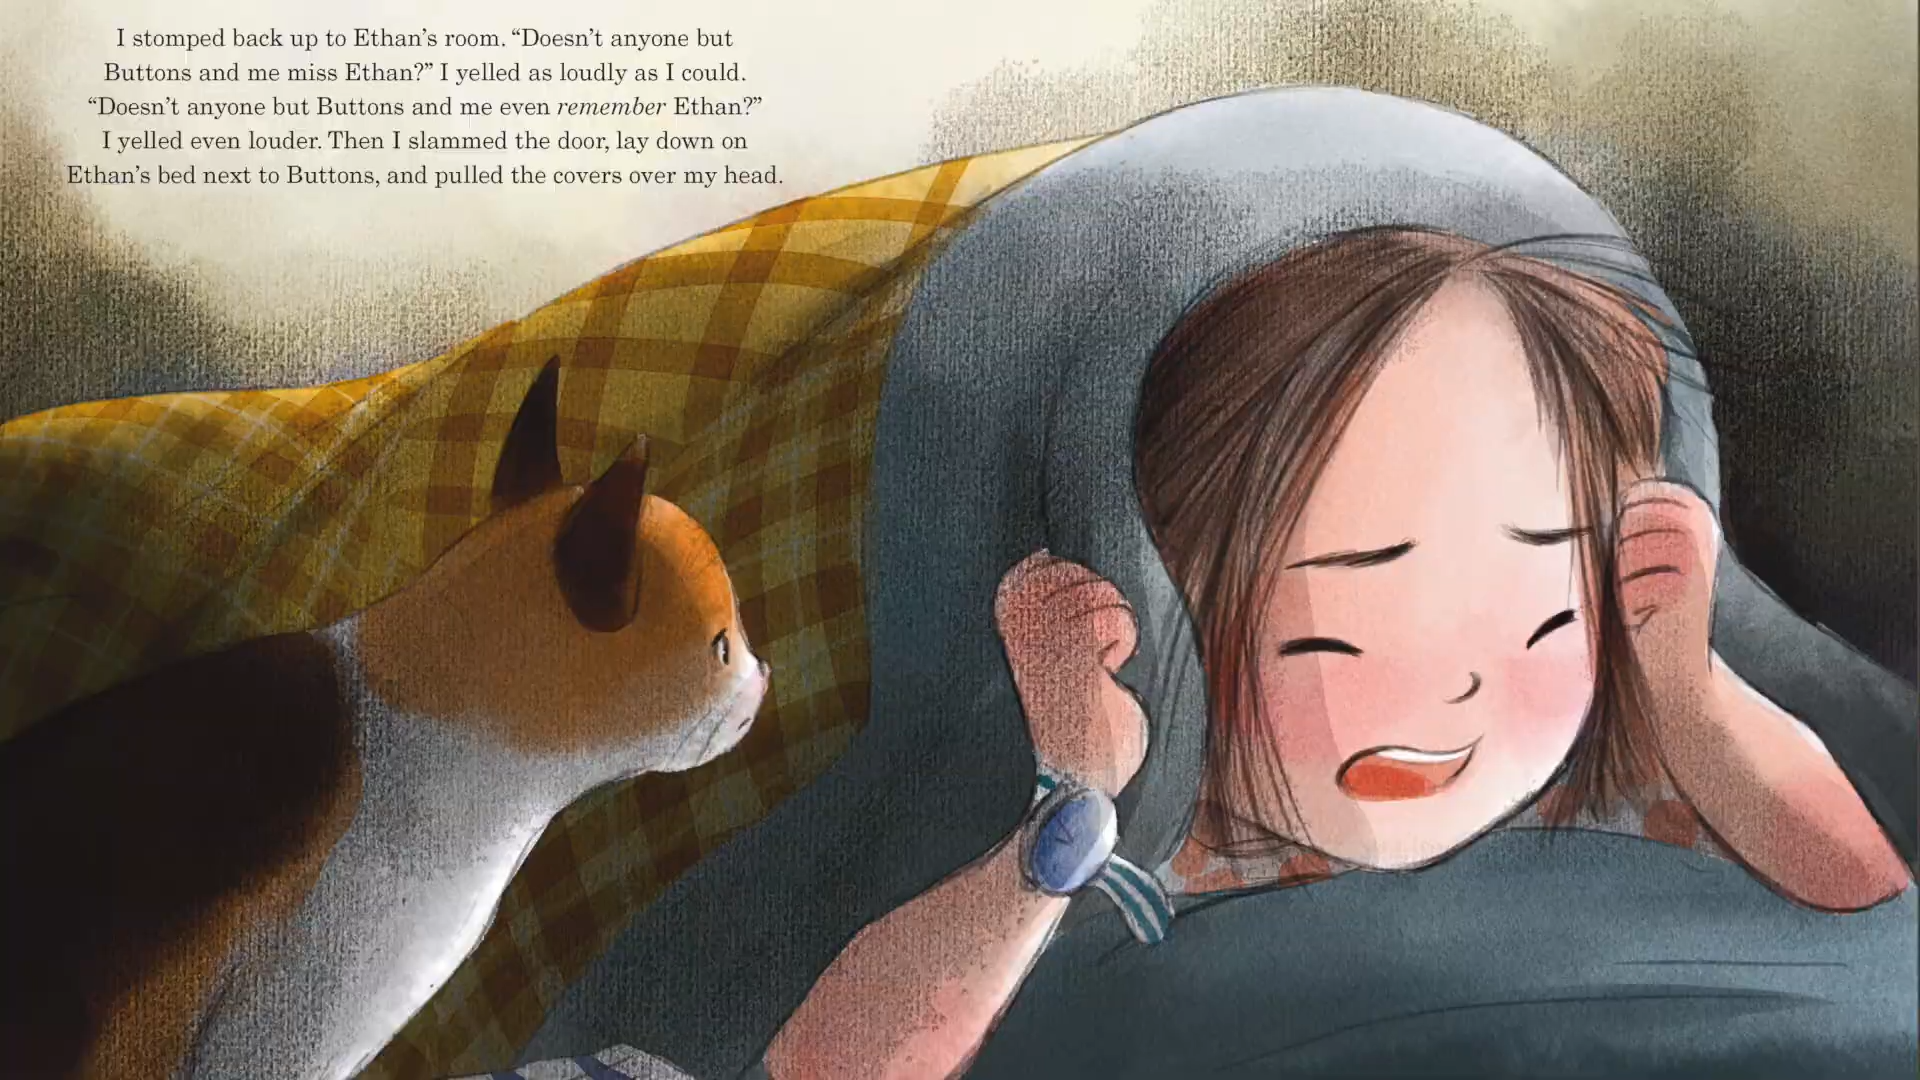 I stomped back up to Ethan’s room. “Doesn’t anyone but
Buttons and me miss Ethan?” I yelled as loudly as I could.
“Doesn’t anyone but Buttons and me even remember Ethan?”
I yelled even louder. Then I slammed the door, lay down on
Ethan’s bed next to Buttons, and pulled the covers over my head.